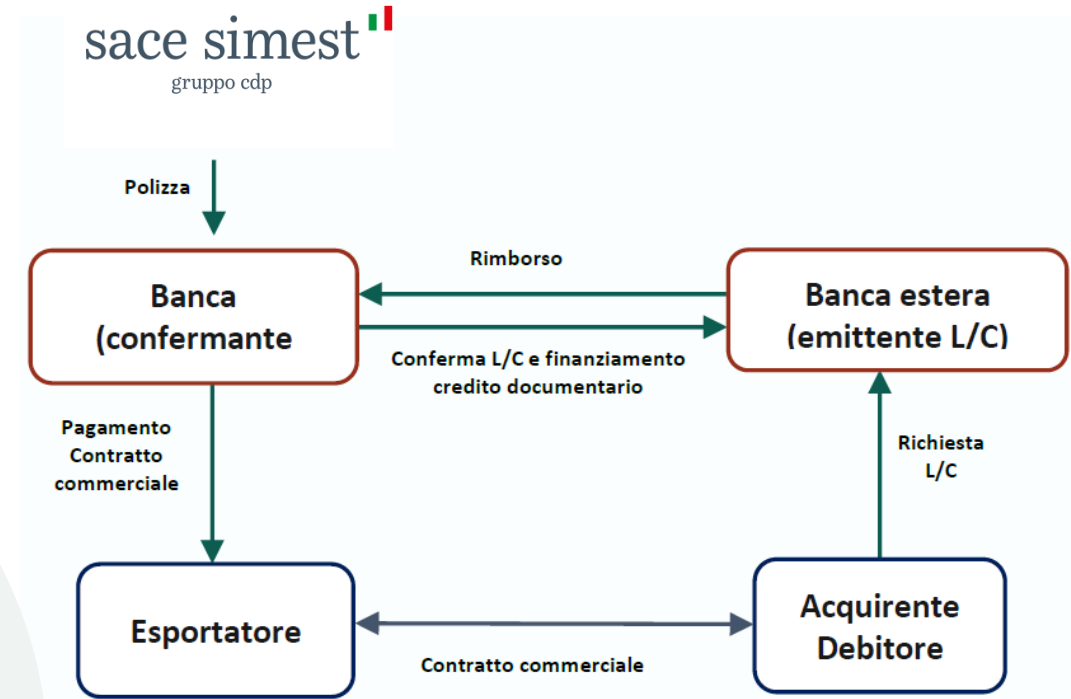 sace simest
gruppo cdp
Polizza
Banca
(confermante
Rimborso
Banca estera
(emittente L/C)
Conferma L/C e finanziamento
credito documentario
Pagamento
Contratto
commerciale
Richiesta
L/C
Esportatore
Acquirente
Debitore
Contratto commerciale